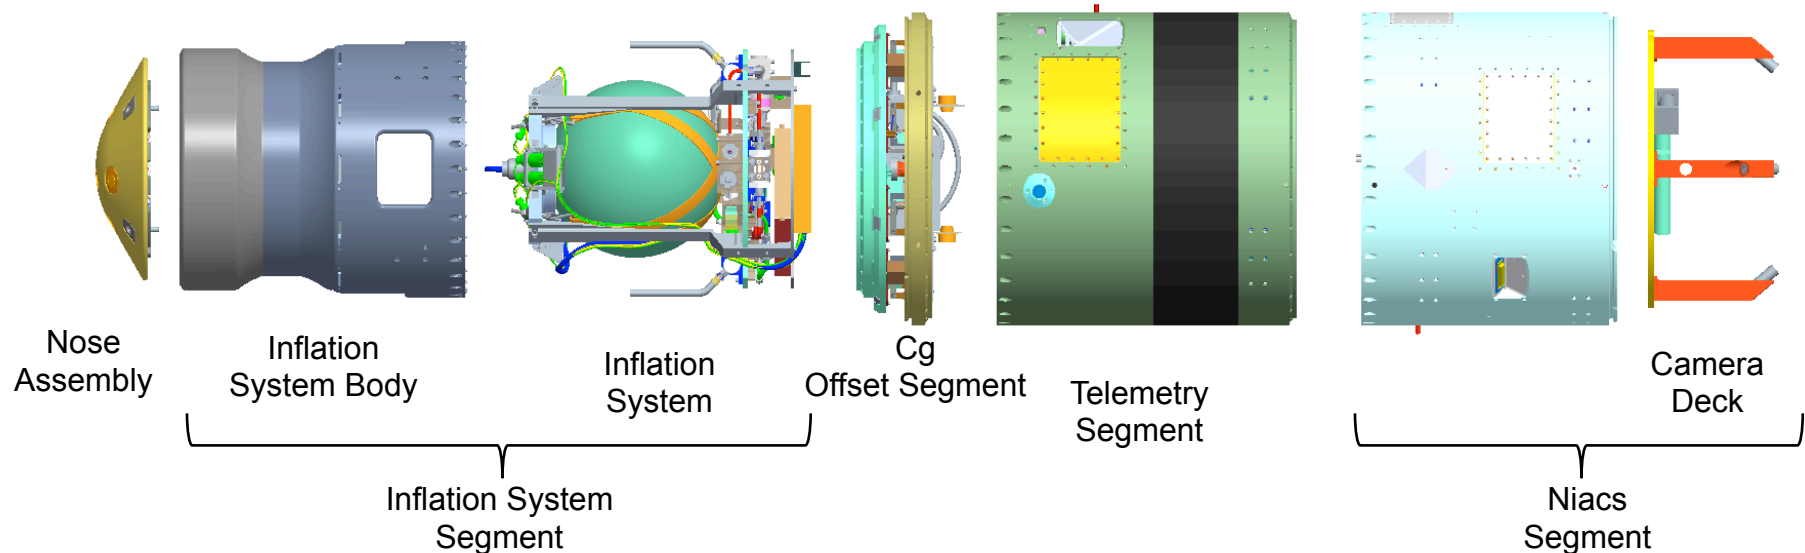 Nose
Assembly
Inflation
System Body
Inflation
System
Cg
Offset Segment
Telemetry
Segment
Camera
Deck
Inflation System
Segment
Niacs
Segment